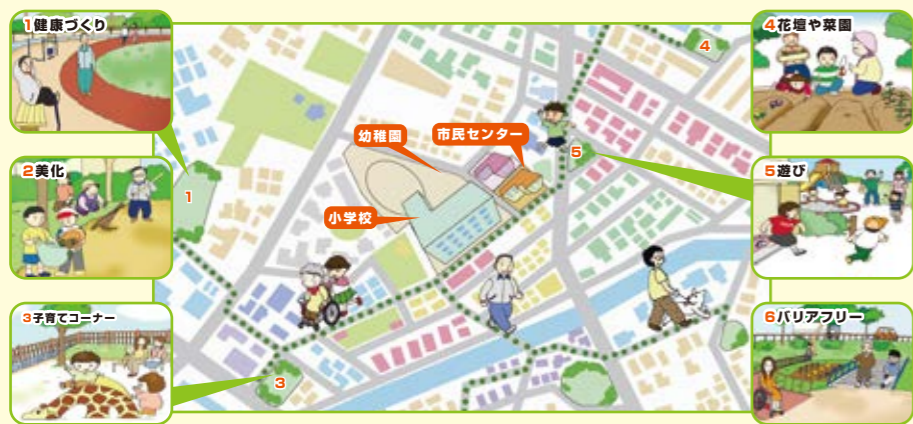 1健康づくり
2美化
3子育てコーナー
4花壇や菜園
5遊び
6バリアフリー
幼稚園
市民センター
小学校
1
3
4
5